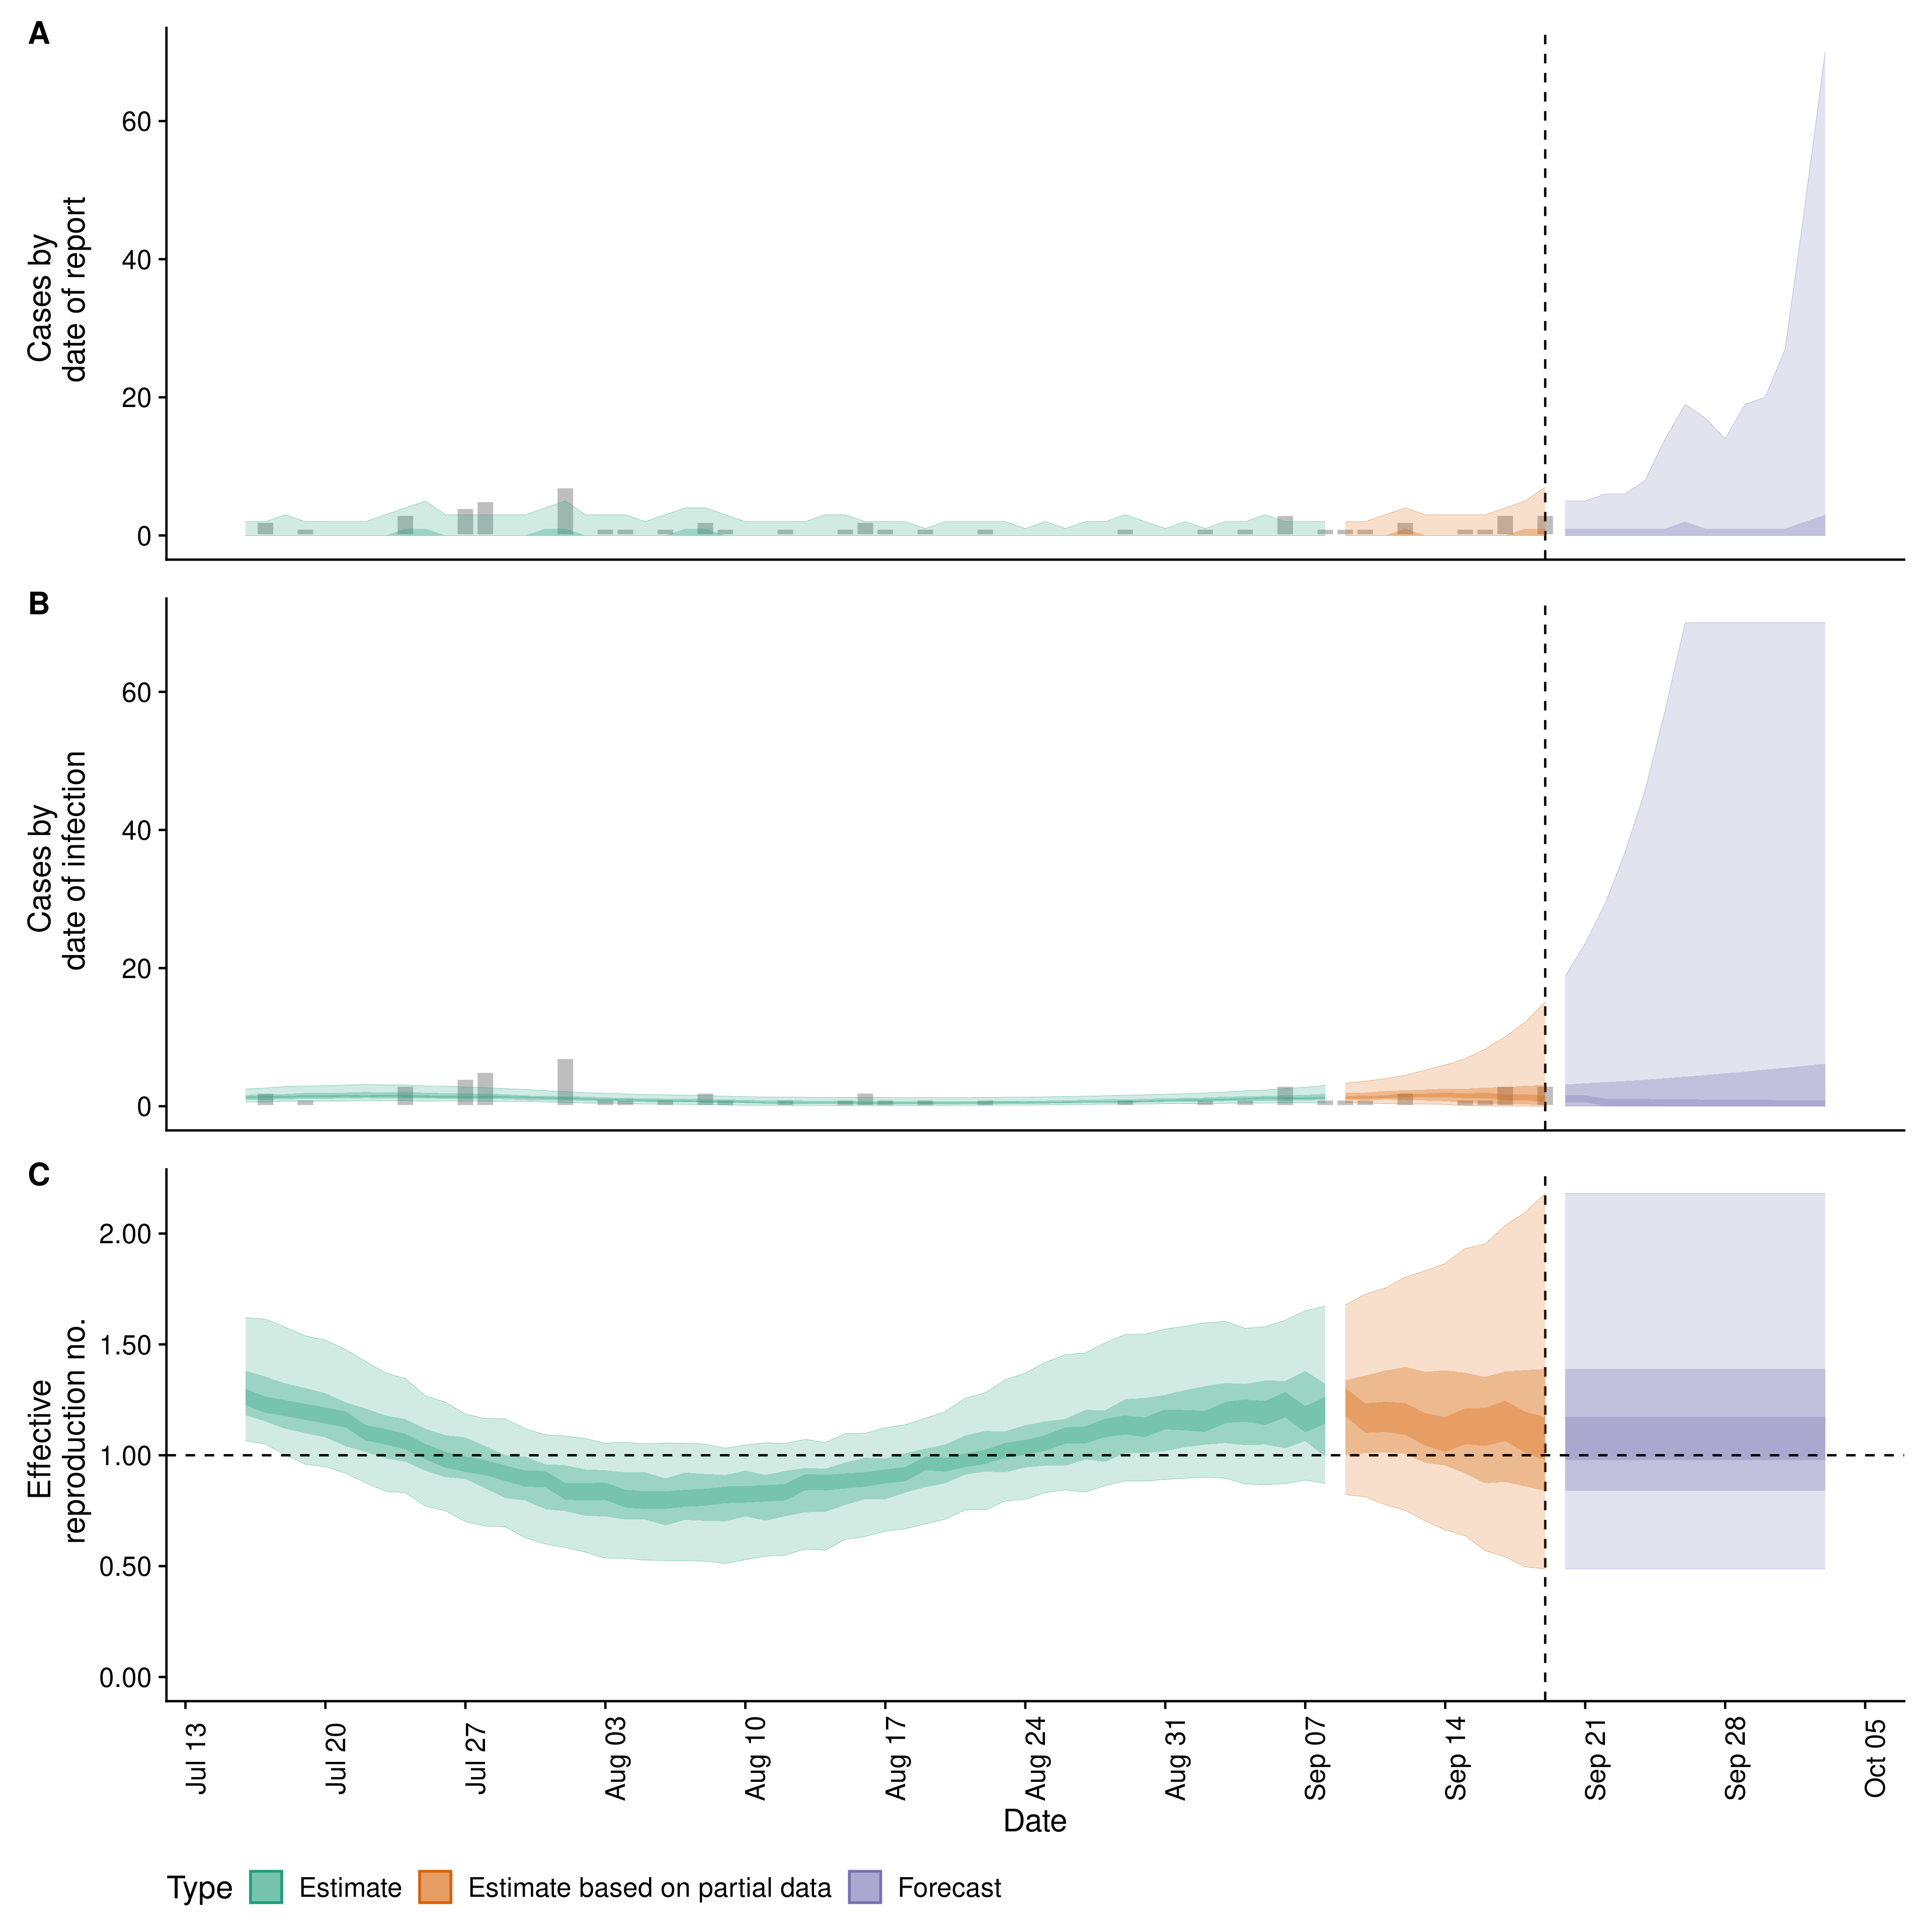 A
Cases by
date of report
60
40
20
0
B
Cases by
date of infection
60
40
20
0
C
Effective
reproduction no.
2.00
1.50
1.00
0.50
0.00
Jul 13
Jul 20
Jul 27
Aug 03
Aug 10
Aug 17
Aug 24
Aug 31
Sep 07
Sep 14
Sep 21
Sep 28
Oct 05
Date
Type Estimate Estimate based on partial data Forecast